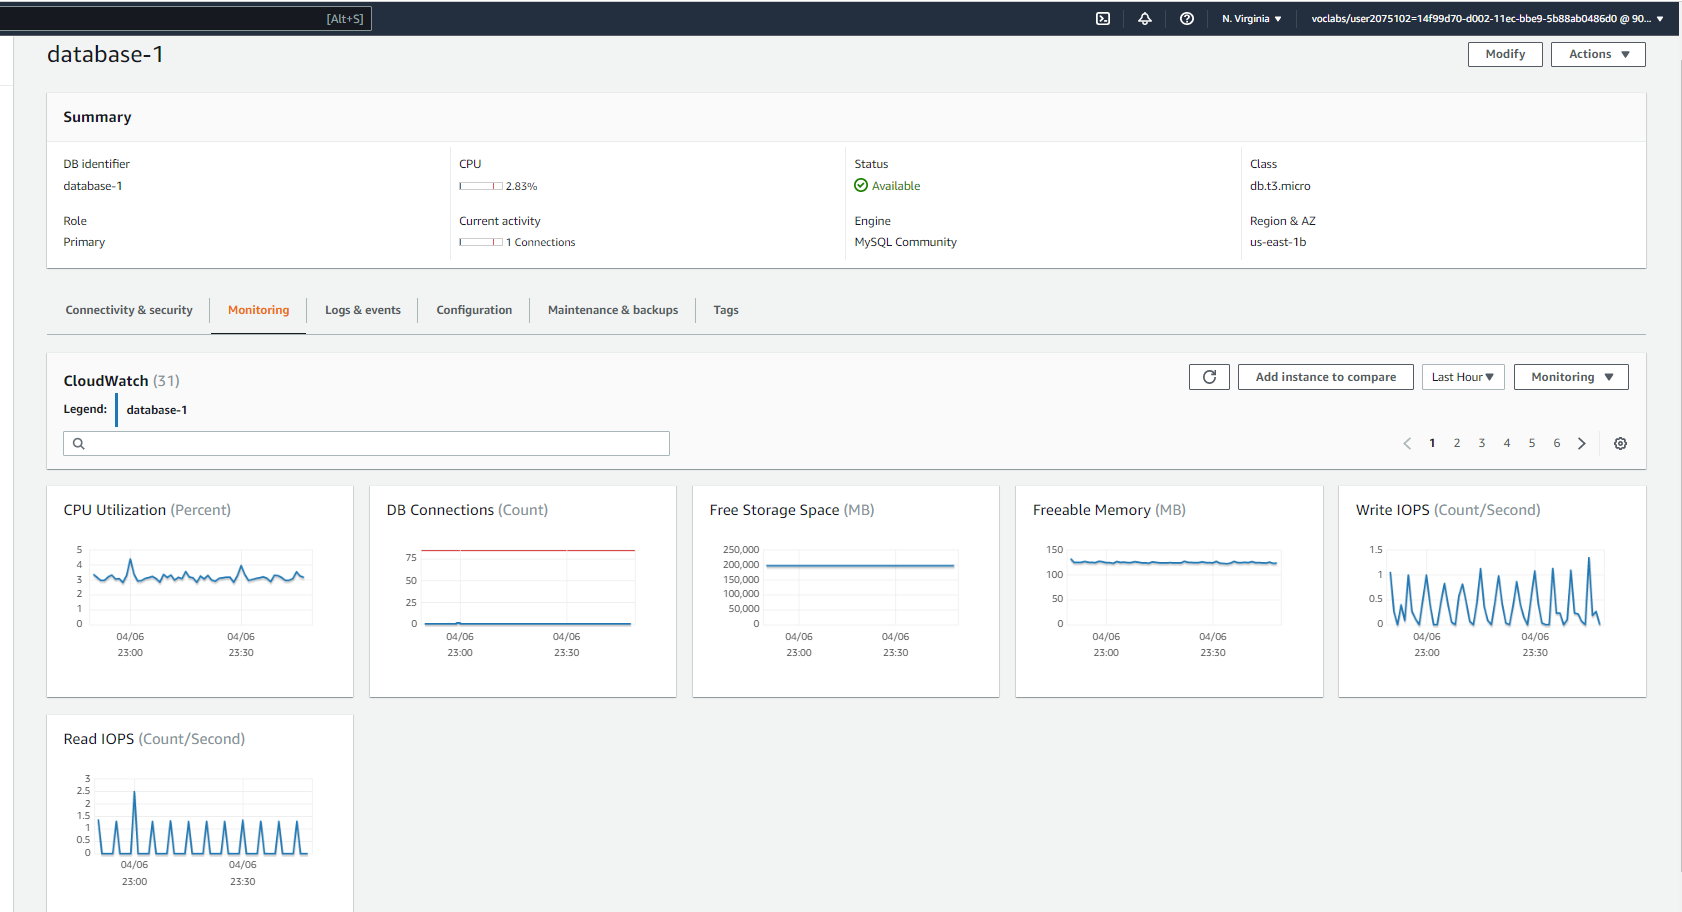 [Alt+S] N. Virginia ▼ voclabs/user2075102=14f99d70-d002-11ec-bbe9-5b88ab0486d0 @ 90... ▼
database-1 Modify Actions ▼
Summary
DB identifier CPU Status Class
database-1 2.83% Available db.t3.micro
Role Current activity Engine Region & AZ
Primary 1 Connections MySQL Community us-east-1b
Connectivity & security Monitoring Logs & events Configuration Maintenance & backups Tags
CloudWatch (31) Add instance to compare Last Hour ▼ Monitoring ▼
Legend: database-1
1 2 3 4 5 6
CPU Utilization (Percent)
5
4
3
2
1
0
04/06 04/06
23:00 23:30
DB Connections (Count)
75
50
25
0
04/06 04/06
23:00 23:30
Free Storage Space (MB)
250,000
200,000
150,000
100,000
50,000
0
04/06 04/06
23:00 23:30
Freeable Memory (MB)
150
100
50
0
04/06 04/06
23:00 23:30
Write IOPS (Count/Second)
1.5
1
0.5
0
04/06 04/06
23:00 23:30
Read IOPS (Count/Second)
3
2.5
2
1.5
1
0.5
0
04/06 04/06
23:00 23:30